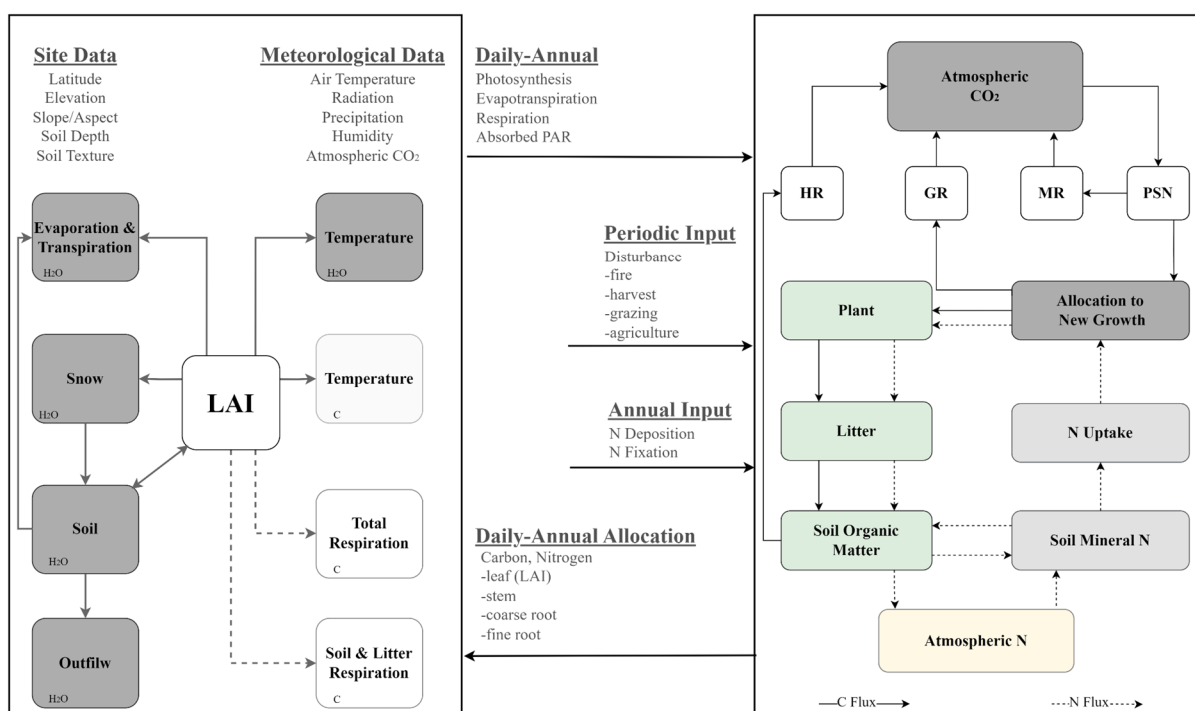 Site Data
Latitude
Elevation
Slope/Aspect
Soil Depth
Soil Texture
Meteorological Data
Air Temperature
Radiation
Precipitation
Humidity
Atmospheric CO₂
Evaporation &
Transpiration
H₂O
Temperature
H₂O
Snow
H₂O
LAI
Temperature
C
Soil
H₂O
Total
Respiration
C
Outfilw
H₂O
Soil & Litter
Respiration
C
Daily-Annual
Photosynthesis
Evapotranspiration
Respiration
Absorbed PAR
Periodic Input
Disturbance
-fire
-harvest
-grazing
-agriculture
Annual Input
N Deposition
N Fixation
Daily-Annual Allocation
Carbon, Nitrogen
-leaf (LAI)
-stem
-coarse root
-fine root
Atmospheric
CO₂
HR
GR
MR
PSN
Plant
Allocation to
New Growth
Litter
N Uptake
Soil Organic
Matter
Soil Mineral N
Atmospheric N
C Flux
N Flux